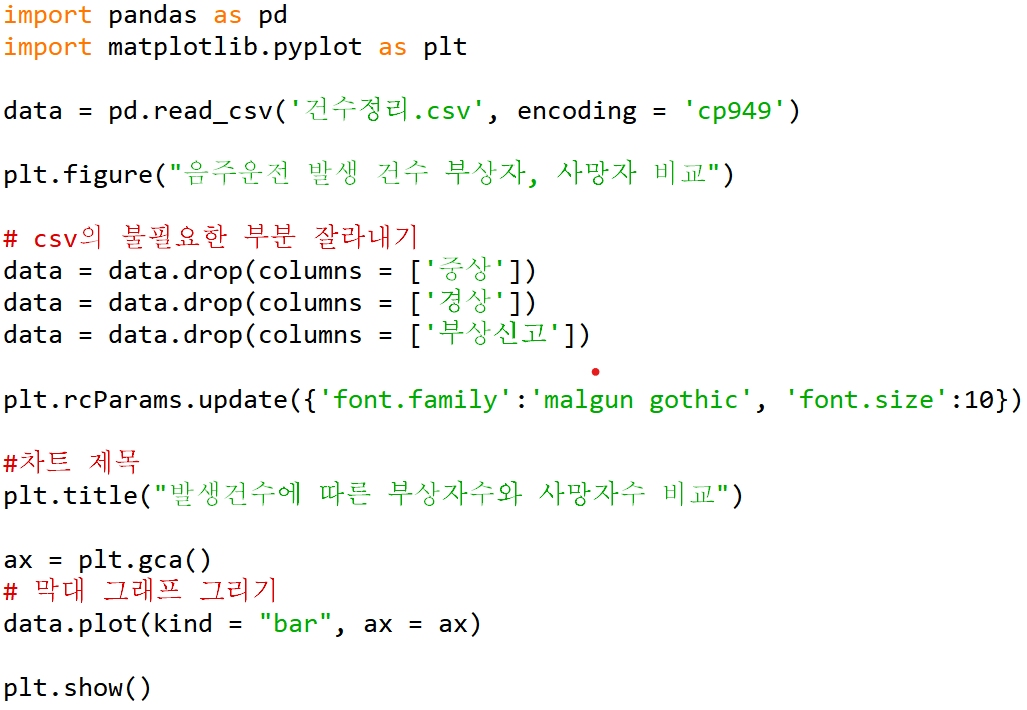 import pandas as pd
import matplotlib.pyplot as plt
data = pd.read_csv('건수정리.csv', encoding = 'cp949')
plt.figure("음주운전 발생 건수 부상자, 사망자 비교")
# csv의 불필요한 부분 잘라내기
data = data.drop(columns = ['중상'])
data = data.drop(columns = ['경상'])
data = data.drop(columns = ['부상신고'])
plt.rcParams.update({'font.family':'malgun gothic', 'font.size':10})
#차트 제목
plt.title("발생건수에 따른 부상자수와 사망자수 비교")
ax = plt.gca()
# 막대 그래프 그리기
data.plot(kind = "bar", ax = ax)
plt.show()